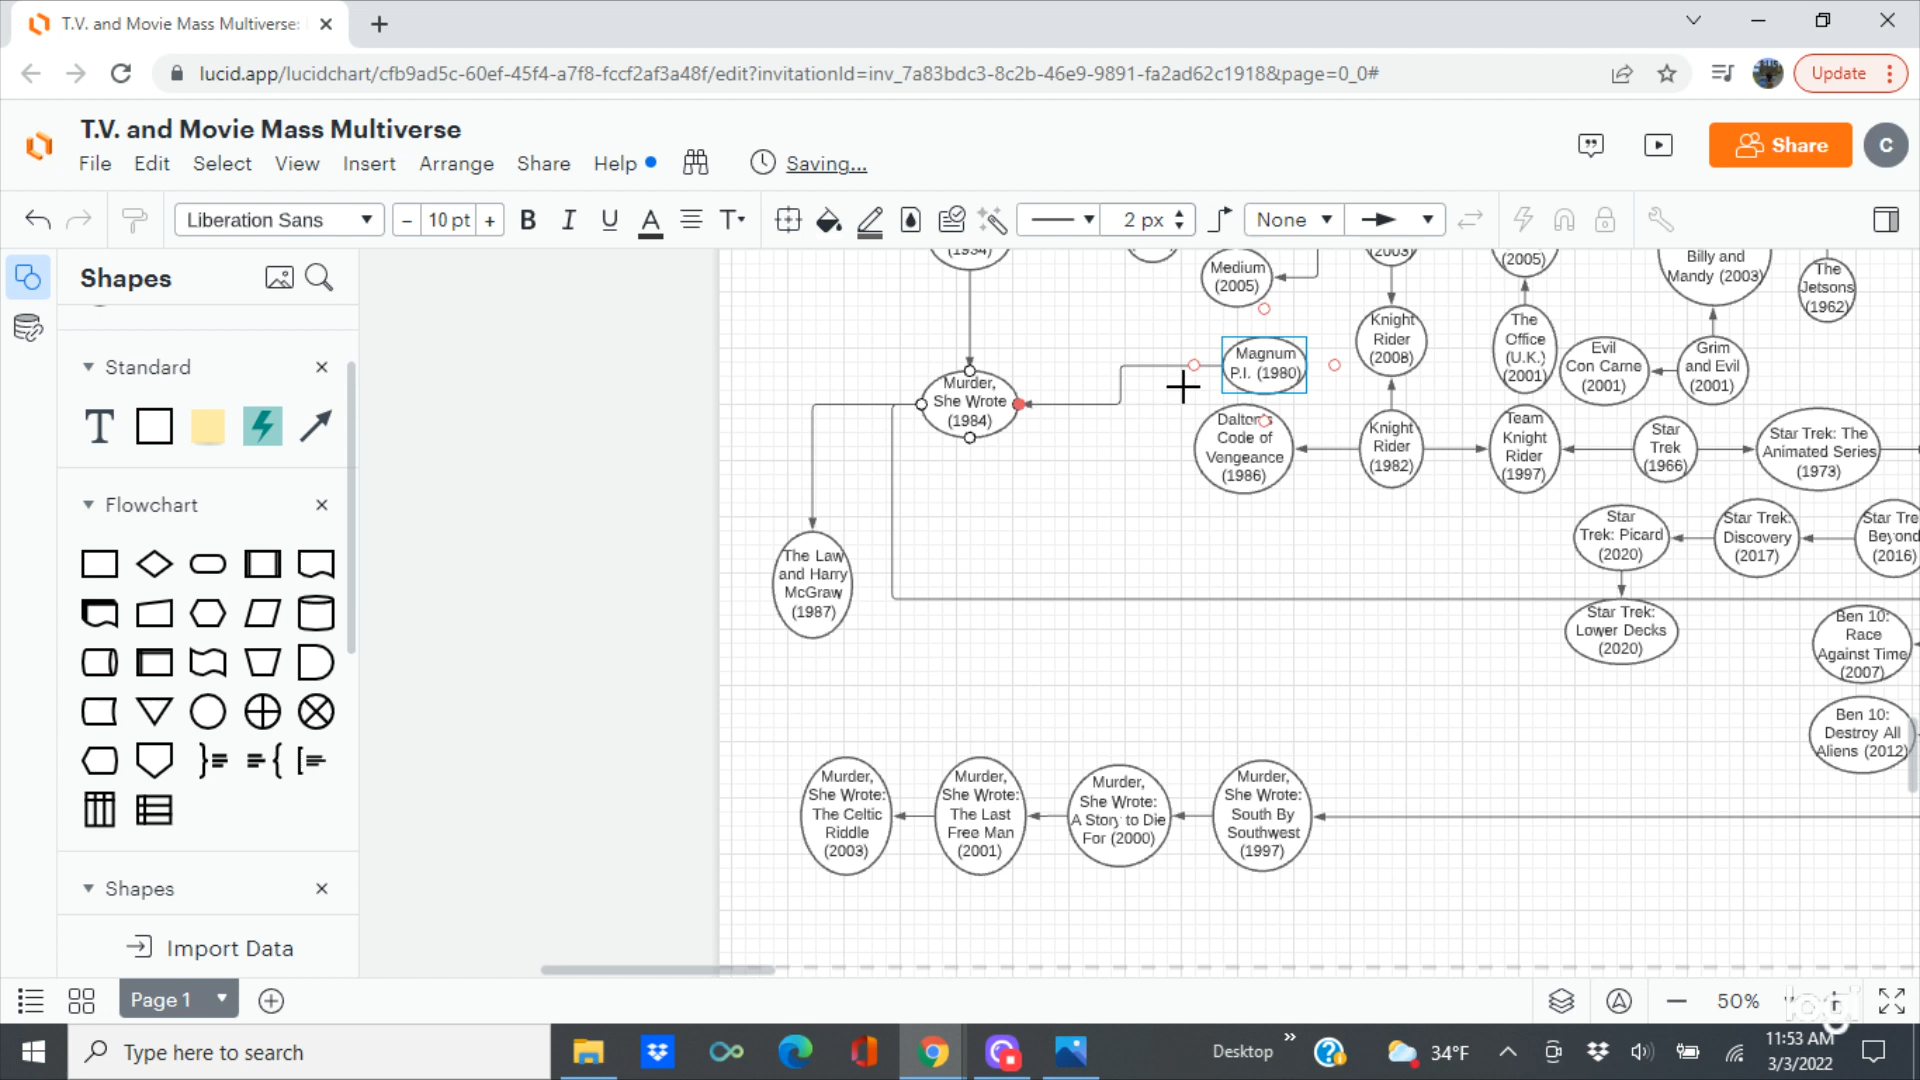 T.V. and Movie Mass Multiverse:
lucid.app/lucidchart/cfb9ad5c-60ef-45f4-a7f8-fccf2af3a48f/edit?invitationId=inv_7a83bdc3-8c2b-46e9-9891-fa2ad62c1918&page=0_0#
Update
T.V. and Movie Mass Multiverse
File Edit Select View Insert Arrange Share Help Saving...
Share
C
Liberation Sans
- 10 pt +
B I U A T
2 px
None
Shapes
Standard
T
Flowchart
Shapes
Import Data
(1934)
Medium
(2005)
(2003)
(2005)
Billy and
Mandy (2003)
The
Jetsons
(1962)
Murder,
She Wrote
(1984)
Magnum
P.I. (1980)
Knight
Rider
(2008)
The
Office
(U.K.)
(2001)
Evil
Con Carne
(2001)
Grim
and Evil
(2001)
Dalton's
Code of
Vengeance
(1986)
Knight
Rider
(1982)
Team
Knight
Rider
(1997)
Star
Trek
(1966)
Star Trek: The
Animated Series
(1973)
The Law
and Harry
McGraw
(1987)
Star
Trek: Picard
(2020)
Star Trek:
Discovery
(2017)
Star Tre
Beyond
(2016)
Star Trek:
Lower Decks
(2020)
Ben 10:
Race
Against Time
(2007)
Ben 10:
Destroy All
Aliens (2012)
Murder,
She Wrote:
The Celtic
Riddle
(2003)
Murder,
She Wrote:
The Last
Free Man
(2001)
Murder,
She Wrote:
A Story to Die
For (2000)
Murder,
She Wrote:
South By
Southwest
(1997)
Page 1
50%
logi
Type here to search
Desktop
34°F
11:53 AM
3/3/2022